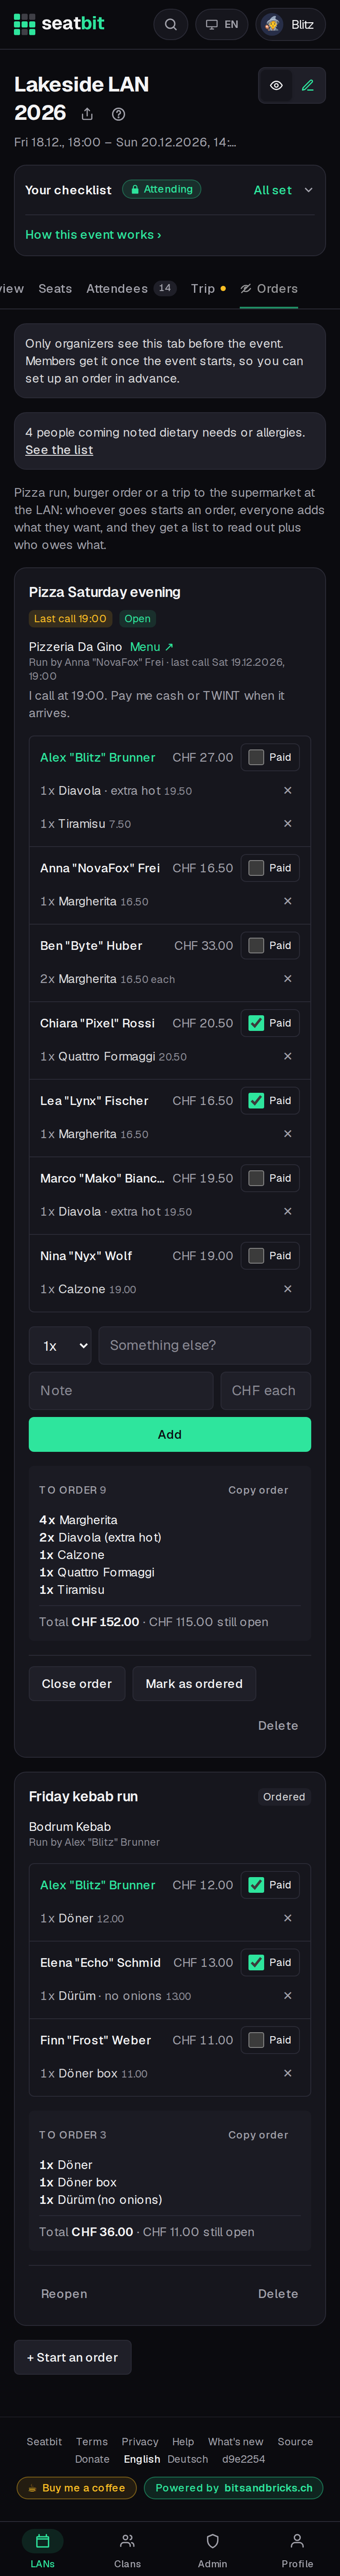 seatbit
EN
Blitz
Lakeside LAN
2026
Fri 18.12., 18:00 – Sun 20.12.2026, 14:...
Your checklist
Attending
All set
How this event works ›
view
Seats
Attendees 14
Trip
Orders
Only organizers see this tab before the event.
Members get it once the event starts, so you can
set up an order in advance.
4 people coming noted dietary needs or allergies.
See the list
Pizza run, burger order or a trip to the supermarket at
the LAN: whoever goes starts an order, everyone adds
what they want, and they get a list to read out plus
who owes what.
Pizza Saturday evening
Last call 19:00
Open
Pizzeria Da Gino Menu ↗
Run by Anna "NovaFox" Frei · last call Sat 19.12.2026,
19:00
I call at 19:00. Pay me cash or TWINT when it
arrives.
Alex "Blitz" Brunner CHF 27.00 Paid
1x Diavola · extra hot 19.50 ×
1x Tiramisu 7.50 ×
Anna "NovaFox" Frei CHF 16.50 Paid
1x Margherita 16.50 ×
Ben "Byte" Huber CHF 33.00 Paid
2x Margherita 16.50 each ×
Chiara "Pixel" Rossi CHF 20.50 Paid
1x Quattro Formaggi 20.50 ×
Lea "Lynx" Fischer CHF 16.50 Paid
1x Margherita 16.50 ×
Marco "Mako" Bianc... CHF 19.50 Paid
1x Diavola · extra hot 19.50 ×
Nina "Nyx" Wolf CHF 19.00 Paid
1x Calzone 19.00 ×
1x
Something else?
Note
CHF each
Add
TO ORDER 9
Copy order
4x Margherita
2x Diavola (extra hot)
1x Calzone
1x Quattro Formaggi
1x Tiramisu
Total CHF 152.00 · CHF 115.00 still open
Close order
Mark as ordered
Delete
Friday kebab run
Ordered
Bodrum Kebab
Run by Alex "Blitz" Brunner
Alex "Blitz" Brunner CHF 12.00 Paid
1x Döner 12.00 ×
Elena "Echo" Schmid CHF 13.00 Paid
1x Dürüm · no onions 13.00 ×
Finn "Frost" Weber CHF 11.00 Paid
1x Döner box 11.00 ×
TO ORDER 3
Copy order
1x Döner
1x Döner box
1x Dürüm (no onions)
Total CHF 36.00 · CHF 11.00 still open
Reopen
Delete
+ Start an order
Seatbit Terms Privacy Help What's new Source
Donate English Deutsch d9e2254
Buy me a coffee
Powered by bitsandbricks.ch
LANs
Clans
Admin
Profile